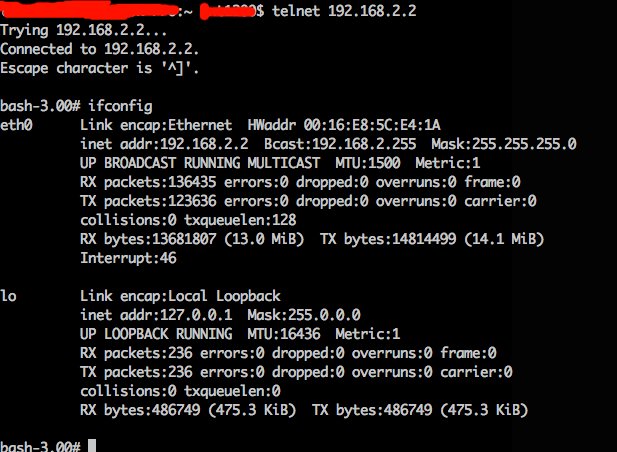 :~ $ telnet 192.168.2.2
Trying 192.168.2.2...
Connected to 192.168.2.2.
Escape character is '^]'.
bash-3.00# ifconfig
eth0 Link encap:Ethernet HWaddr 00:16:E8:5C:E4:1A
inet addr:192.168.2.2 Bcast:192.168.2.255 Mask:255.255.255.0
UP BROADCAST RUNNING MULTICAST MTU:1500 Metric:1
RX packets:136435 errors:0 dropped:0 overruns:0 frame:0
TX packets:123636 errors:0 dropped:0 overruns:0 carrier:0
collisions:0 txqueuelen:128
RX bytes:13681807 (13.0 MiB) TX bytes:14814499 (14.1 MiB)
Interrupt:46
lo Link encap:Local Loopback
inet addr:127.0.0.1 Mask:255.0.0.0
UP LOOPBACK RUNNING MTU:16436 Metric:1
RX packets:236 errors:0 dropped:0 overruns:0 frame:0
TX packets:236 errors:0 dropped:0 overruns:0 carrier:0
collisions:0 txqueuelen:0
RX bytes:486749 (475.3 KiB) TX bytes:486749 (475.3 KiB)
bash-3.00#